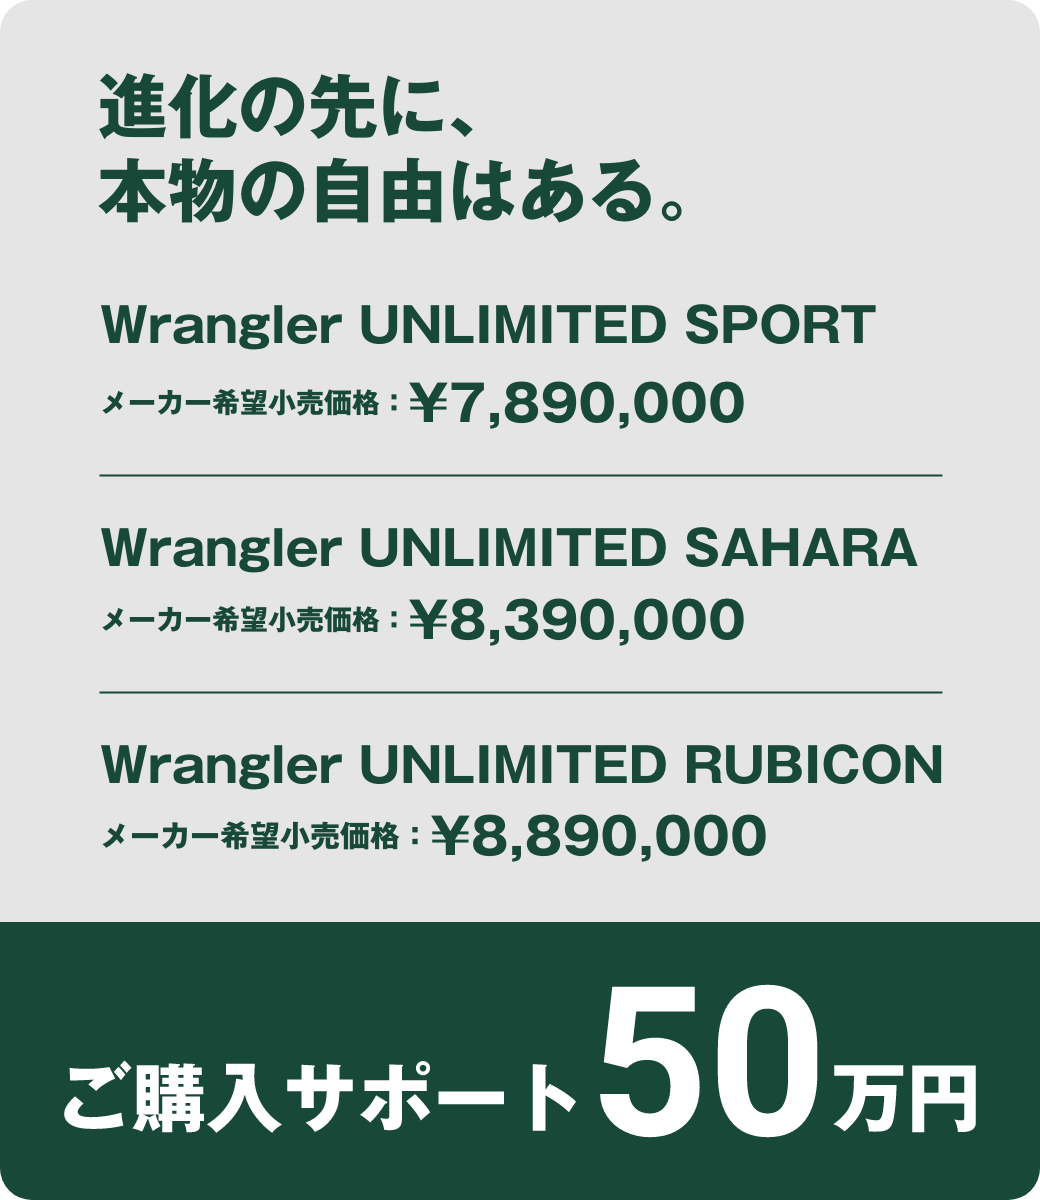 進化の先に、
本物の自由はある。
Wrangler UNLIMITED SPORT
メーカー希望小売価格：¥7,890,000
Wrangler UNLIMITED SAHARA
メーカー希望小売価格：¥8,390,000
Wrangler UNLIMITED RUBICON
メーカー希望小売価格：¥8,890,000
ご購入サポート50万円